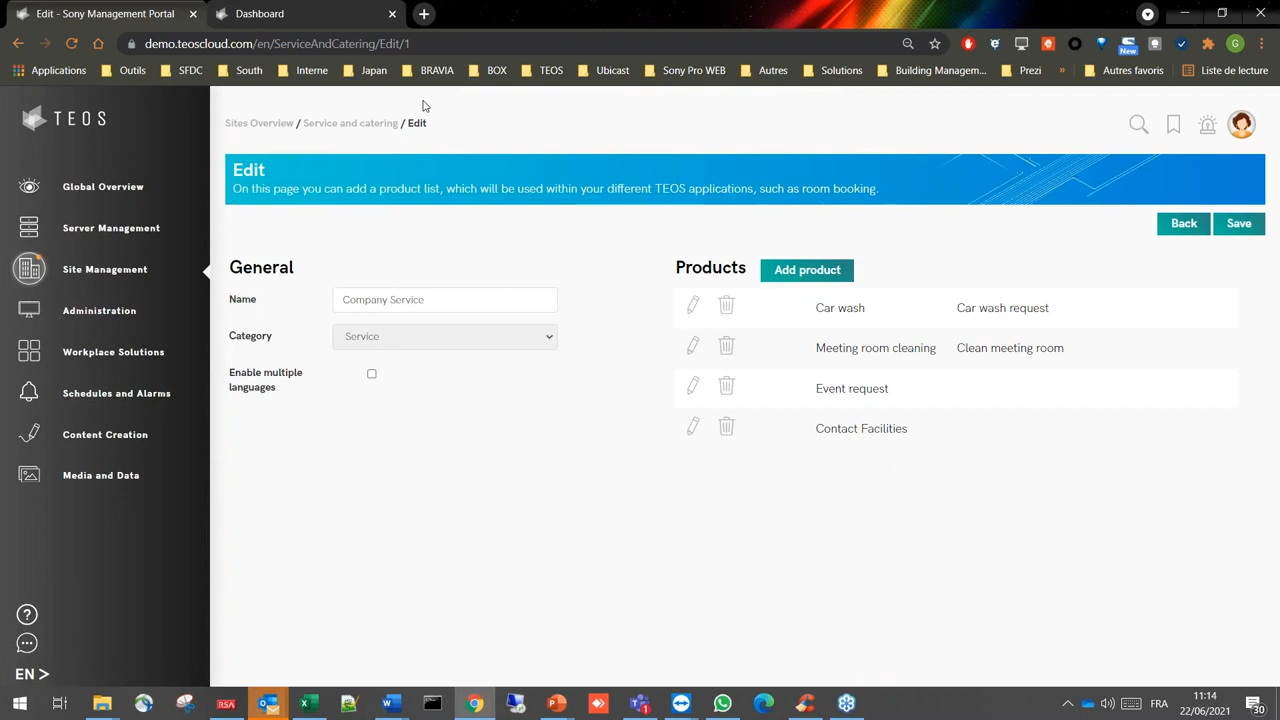 Edit - Sony Management Portal
Dashboard
demo.teoscloud.com/en/ServiceAndCatering/Edit/1
New
G
Applications
Outils
SFDC
South
Interne
Japan
BRAVIA
BOX
TEOS
Ubicast
Sony Pro WEB
Autres
Solutions
Building Managem...
Prezi
»
Autres favoris
Liste de lecture
TEOS
Sites Overview / Service and catering / Edit
Edit
On this page you can add a product list, which will be used within your different TEOS applications, such as room booking.
Back
Save
Global Overview
Server Management
Site Management
Administration
Workplace Solutions
Schedules and Alarms
Content Creation
Media and Data
EN >
General
Name
Company Service
Category
Service
Enable multiple
languages
Products
Add product
Car wash
Car wash request
Meeting room cleaning
Clean meeting room
Event request
Contact Facilities
RSA
FRA
11:14
22/06/2021
30